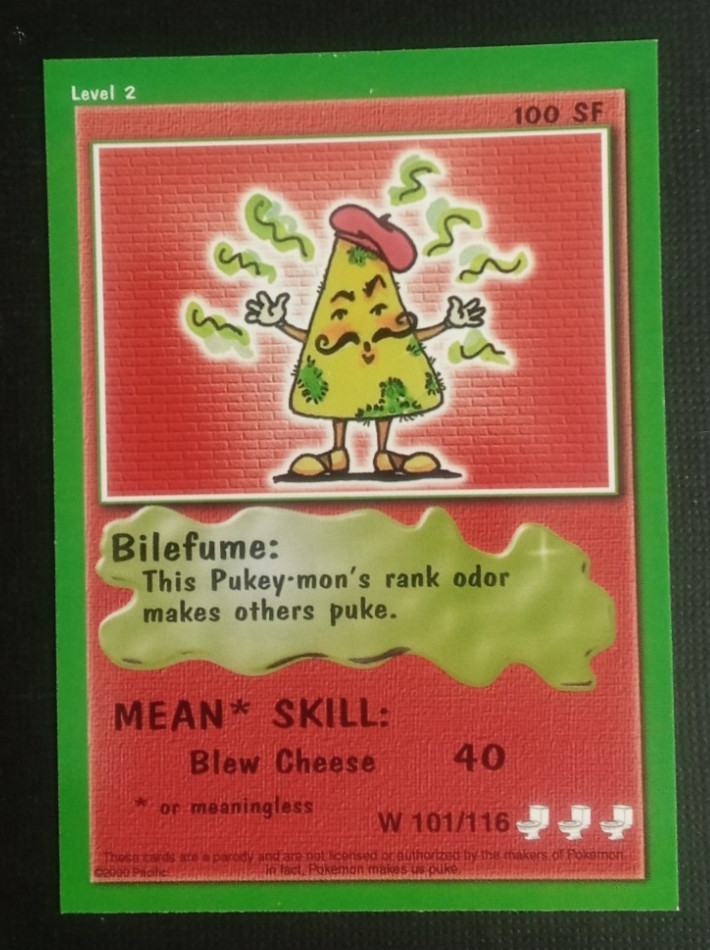 Level 2
100 SF
Bilefume:
This Pukey-mon's rank odor
makes others puke.
MEAN* SKILL:
Blew Cheese 40
* or meaningless
W 101/116
These cards are a parody and are not licensed or authorized by the makers of Pokemon.
©2000 Pacific. in fact, Pokemon makes us puke.